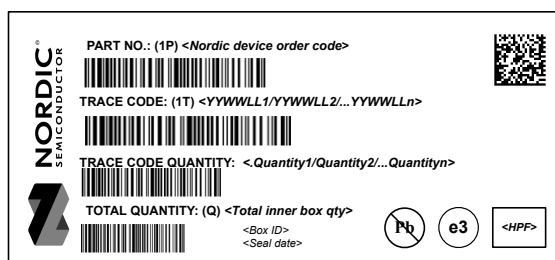 NORDIC®
SEMICONDUCTOR
PART NO.: (1P) <Nordic device order code>
TRACE CODE: (1T) <YYWWLL1/YYWWLL2/...YYWWLLn>
TRACE CODE QUANTITY: <.Quantity1/Quantity2/...Quantityn>
TOTAL QUANTITY: (Q) <Total inner box qty>
<Box ID>
<Seal date>
Pb
e3
<HPF>